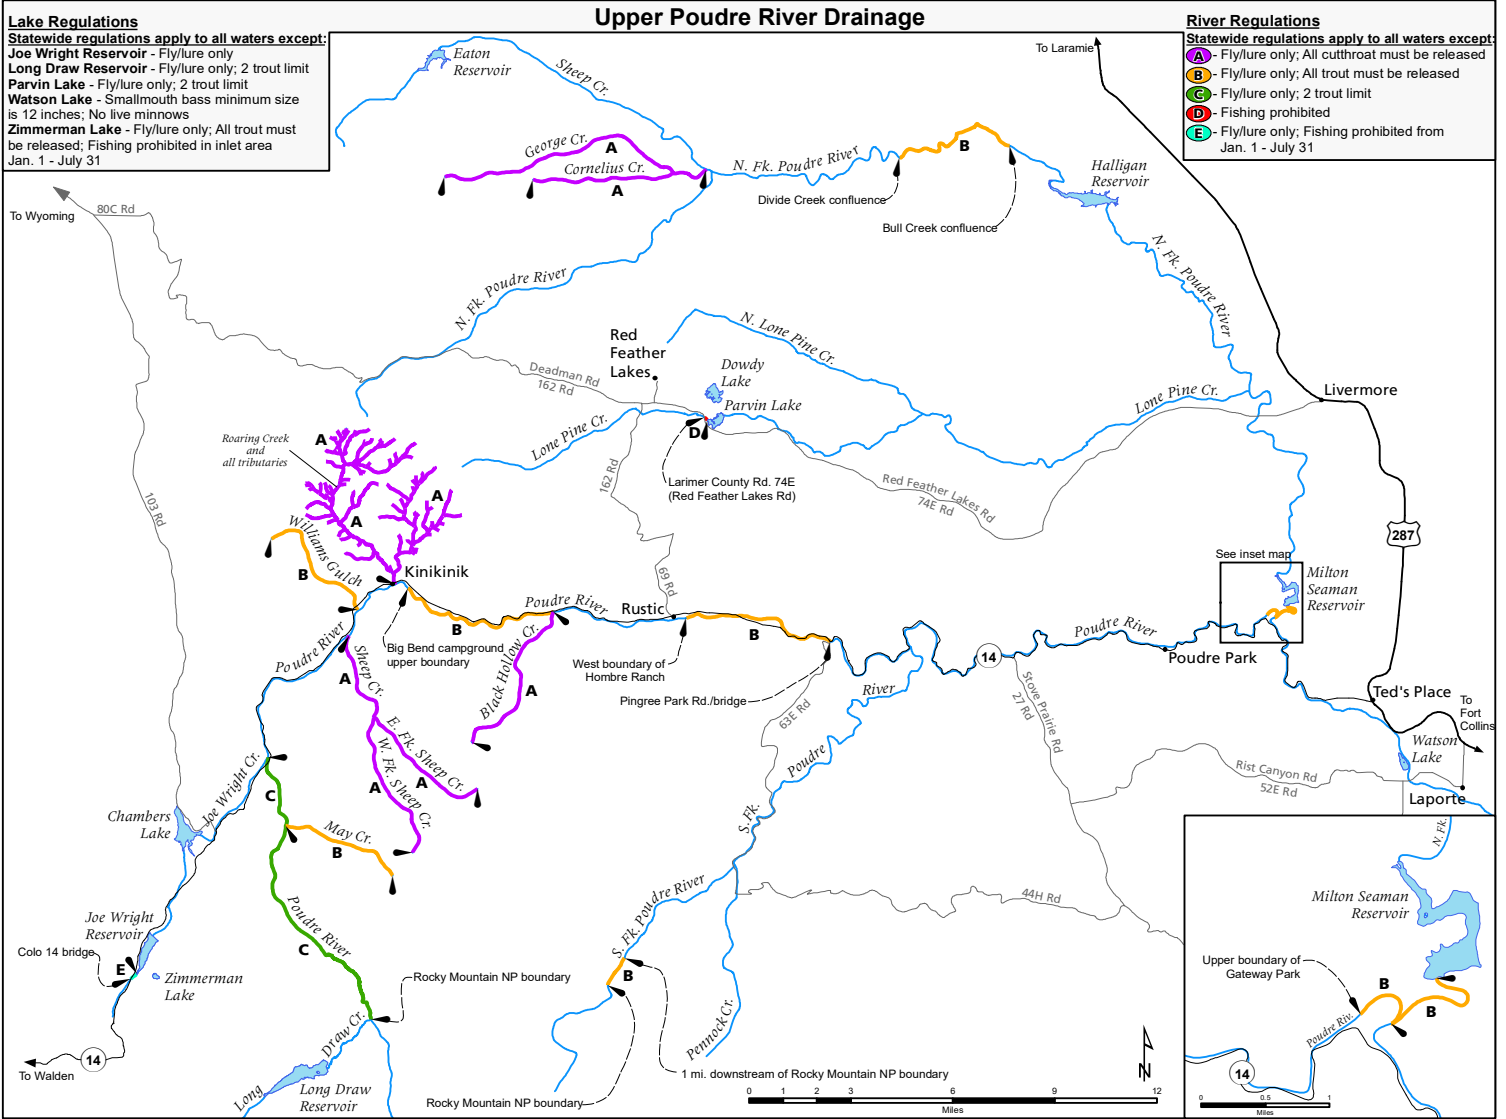 Upper Poudre River Drainage
Lake Regulations
Statewide regulations apply to all waters except:
Joe Wright Reservoir - Fly/lure only
Long Draw Reservoir - Fly/lure only; 2 trout limit
Parvin Lake - Fly/lure only; 2 trout limit
Watson Lake - Smallmouth bass minimum size
is 12 inches; No live minnows
Zimmerman Lake - Fly/lure only; All trout must
be released; Fishing prohibited in inlet area
Jan. 1 - July 31
River Regulations
Statewide regulations apply to all waters except:
A - Fly/lure only; All cutthroat must be released
B - Fly/lure only; All trout must be released
C - Fly/lure only; 2 trout limit
D - Fishing prohibited
E - Fly/lure only; Fishing prohibited from
Jan. 1 - July 31
To Laramie
Eaton
Reservoir
Sheep Cr.
George Cr.
A
Cornelius Cr.
A
N. Fk. Poudre River
B
Divide Creek confluence
Bull Creek confluence
Halligan
Reservoir
To Wyoming
80C Rd
N. Fk. Poudre River
N. Fk. Poudre River
N. Lone Pine Cr.
Red
Feather
Lakes
Deadman Rd
162 Rd
Dowdy
Lake
Parvin Lake
Lone Pine Cr.
Livermore
Lone Pine Cr.
D
Roaring Creek
and
all tributaries
A
A
A
162 Rd
Larimer County Rd. 74E
(Red Feather Lakes Rd)
Red Feather Lakes Rd
74E Rd
103 Rd
287
Williams Gulch
B
Kinikinik
69 Rd
See inset map
Milton
Seaman
Reservoir
Poudre River
Rustic
B
B
Poudre River
Poudre Park
14
Poudre River
Big Bend campground
upper boundary
West boundary of
Hombre Ranch
Pingree Park Rd./bridge
Sheep Cr.
A
Black Hollow Cr.
A
River
63E Rd
Stove Prairie Rd
27 Rd
Ted's Place
To
Fort
Collins
E. Fk. Sheep Cr.
W. Fk. Sheep Cr.
A
A
Poudre
S. Fk.
Watson
Lake
Rist Canyon Rd
52E Rd
Laporte
Joe Wright Cr.
C
Chambers
Lake
May Cr.
B
44H Rd
S. Fk. Poudre River
B
Poudre River
C
Joe Wright
Reservoir
Colo 14 bridge
E
Zimmerman
Lake
Rocky Mountain NP boundary
Draw Cr.
Long
Long Draw
Reservoir
Pennock Cr.
1 mi. downstream of Rocky Mountain NP boundary
Rocky Mountain NP boundary
To Walden
14
N
0 1 2 3 6 9 12
Miles
N. Fk.
Milton Seaman
Reservoir
Upper boundary of
Gateway Park
B
B
Poudre Riv.
14
0 0.5 1
Miles